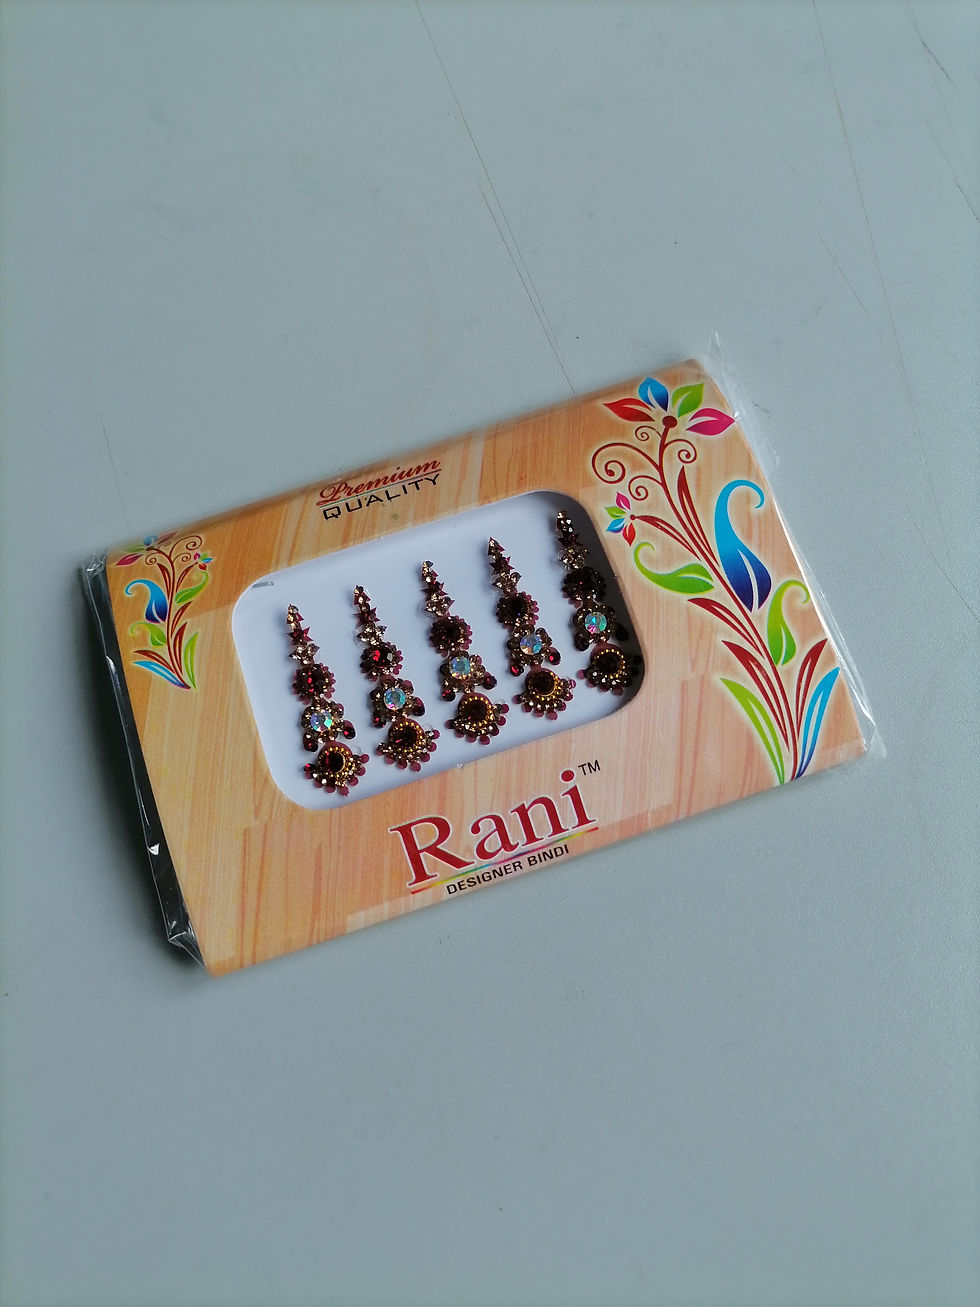 Premium
QUALITY
Rani™
DESIGNER BINDI